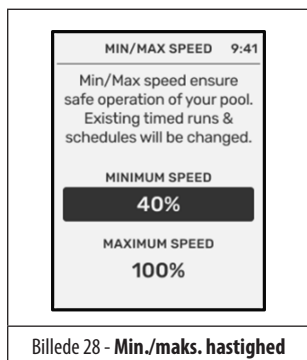 MIN/MAX SPEED 9:41
Min/Max speed ensure
safe operation of your pool.
Existing timed runs &
schedules will be changed.
MINIMUM SPEED
40%
MAXIMUM SPEED
100%
Billede 28 - Min./maks. hastighed